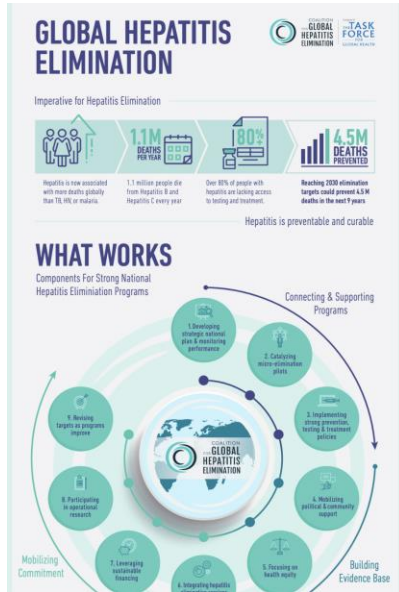 GLOBAL HEPATITIS
ELIMINATION
COALITION
FOR GLOBAL
HEPATITIS
ELIMINATION
THE TASK
FORCE
FOR
GLOBAL HEALTH
Imperative for Hepatitis Elimination
1.1M
DEATHS
PER YEAR
80%+
4.5M
DEATHS
PREVENTED
Hepatitis is now associated
with more deaths globally
than TB, HIV, or malaria.
1.1 million people die
from Hepatitis B and
Hepatitis C every year
Over 80% of people with
hepatitis are lacking access
to testing and treatment.
Reaching 2030 elimination
targets could prevent 4.5 M
deaths in the next 9 years
Hepatitis is preventable and curable
WHAT WORKS
Components For Strong National
Hepatitis Eliminiation Programs
Connecting & Supporting
Programs
1.Developing
strategic national
plan & monitoring
performance
2. Catalyzing
micro-elimination
pilots
3. Implementing
strong prevention,
testing & treatment
policies
4. Mobilizing
political & community
support
5. Focusing on
health equity
6. Integrating hepatitis
7. Leveraging
sustainable
financing
8. Participating
in operational
research
9. Revising
targets as programs
improve
COALITION
FOR GLOBAL
HEPATITIS
ELIMINATION
Mobilizing
Commitment
Building
Evidence Base